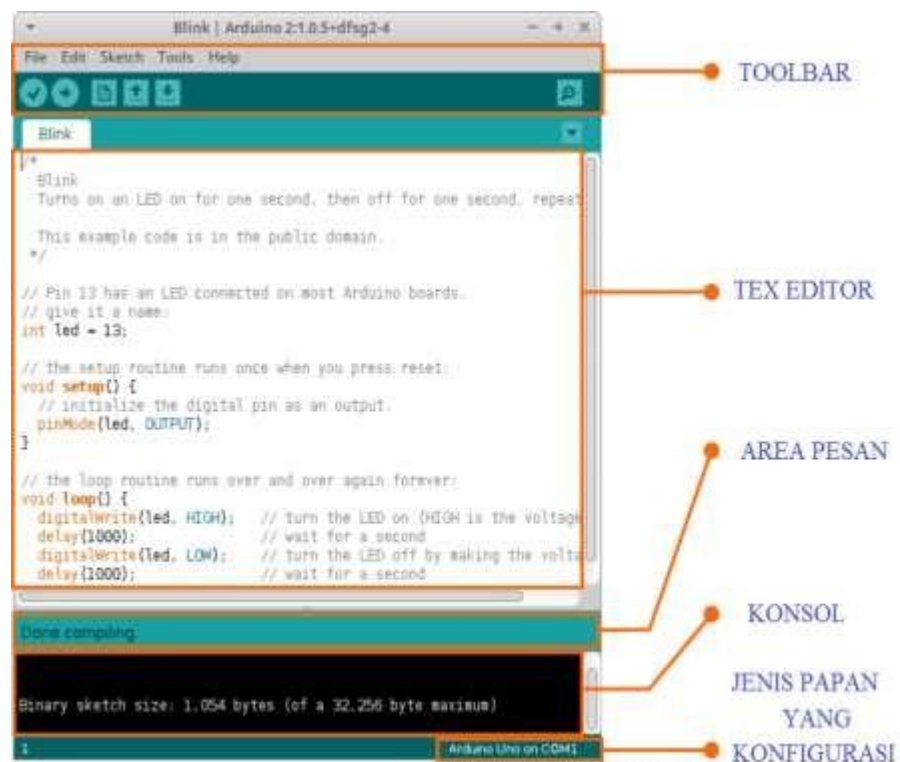 Blink | Arduino 2:1.0.5+dfsg2-4
File Edit Sketch Tools Help
TOOLBAR
Blink
/*
Blink
Turns on an LED on for one second, then off for one second, repeat
This example code is in the public domain.
*/
// Pin 13 has an LED connected on most Arduino boards.
// give it a name:
int led = 13;
TEX EDITOR
// the setup routine runs once when you press reset:
void setup() {
// initialize the digital pin as an output.
pinMode(led, OUTPUT);
}
AREA PESAN
// the loop routine runs over and over again forever:
void loop() {
digitalWrite(led, HIGH); // turn the LED on (HIGH is the voltage
delay(1000); // wait for a second
digitalWrite(led, LOW); // turn the LED off by making the volta
delay(1000); // wait for a second
Done compiling.
KONSOL
Binary sketch size: 1.054 bytes (of a 32.256 byte maximum)
1
Arduino Uno on COM1
JENIS PAPAN
YANG
KONFIGURASI